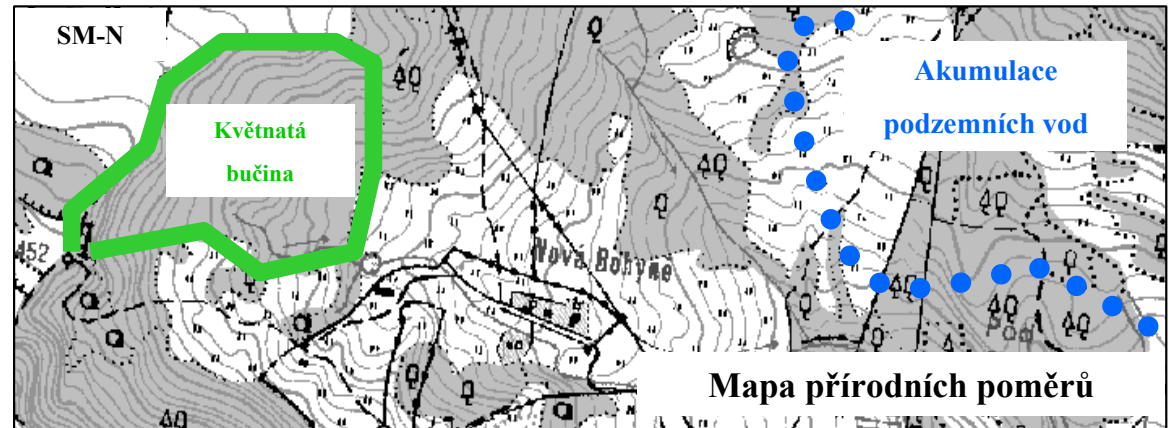 SM-N
Akumulace
podzemních vod
Květnatá
bučina
Nová Bohyně
452
Mapa přírodních poměrů